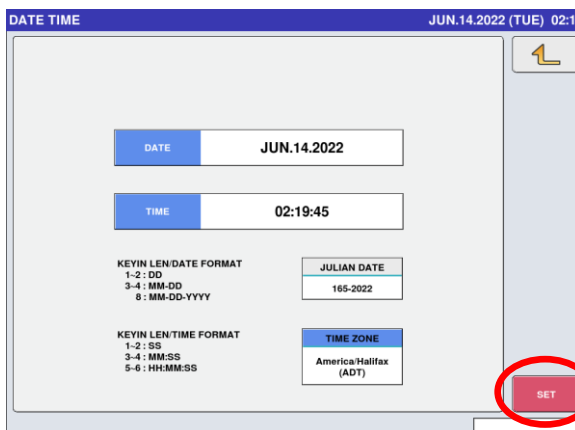 DATE TIME JUN.14.2022 (TUE) 02:1
DATE JUN.14.2022
TIME 02:19:45
KEYIN LEN/DATE FORMAT
1~2 : DD
3~4 : MM-DD
8 : MM-DD-YYYY
JULIAN DATE
165-2022
KEYIN LEN/TIME FORMAT
1~2 : SS
3~4 : MM:SS
5~6 : HH:MM:SS
TIME ZONE
America/Halifax
(ADT)
SET